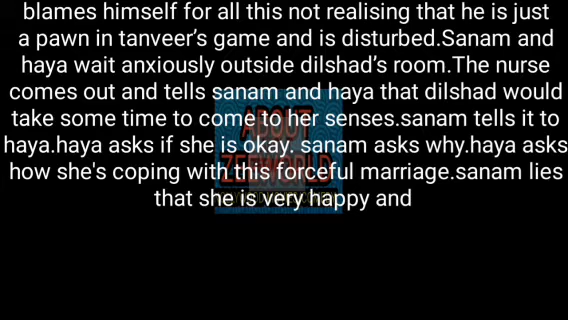 blames himself for all this not realising that he is just
a pawn in tanveer’s game and is disturbed.Sanam and
haya wait anxiously outside dilshad’s room.The nurse
comes out and tells sanam and haya that dilshad would
take some time to come to her senses.sanam tells it to
haya.haya asks if she is okay. sanam asks why.haya asks
how she's coping with this forceful marriage.sanam lies
that she is very happy and
ABOUT
ZEEWORLD